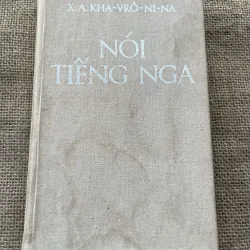 X. A. KHA-VRÔ-NI-NA
NÓI
TIẾNG NGA